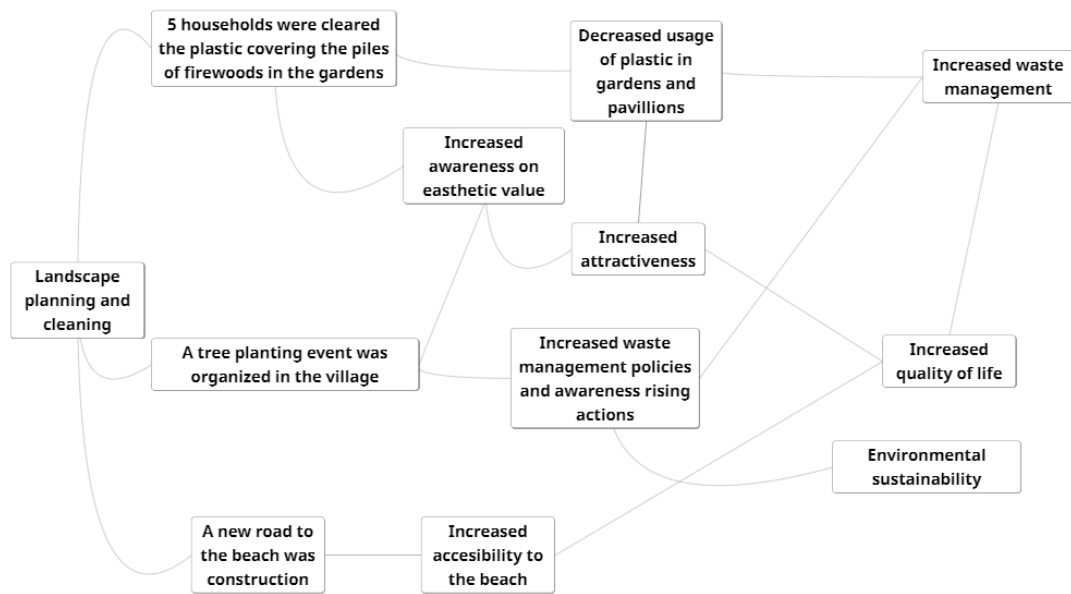 5 households were cleared
the plastic covering the piles
of firewoods in the gardens
Decreased usage
of plastic in
gardens and
pavillions
Increased waste
management
Increased
awareness on
easthetic value
Increased
attractiveness
Landscape
planning and
cleaning
A tree planting event was
organized in the village
Increased waste
management policies
and awareness rising
actions
Increased
quality of life
Environmental
sustainability
A new road to
the beach was
construction
Increased
accesibility to
the beach